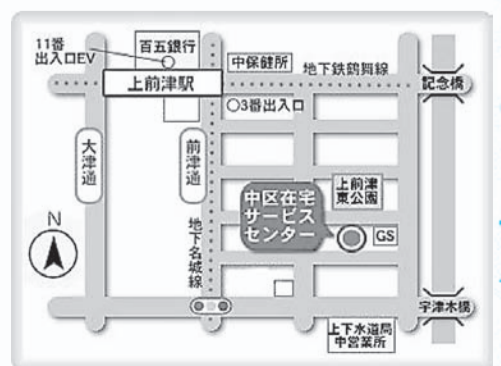 11番
出入口EV
百五銀行
中保健所
地下鉄鶴舞線
記念橋
上前津駅
3番出入口
大津通
前津通
上前津
東公園
中区在宅
サービス
センター
GS
N
地下名城線
宇津木橋
上下水道局
中営業所